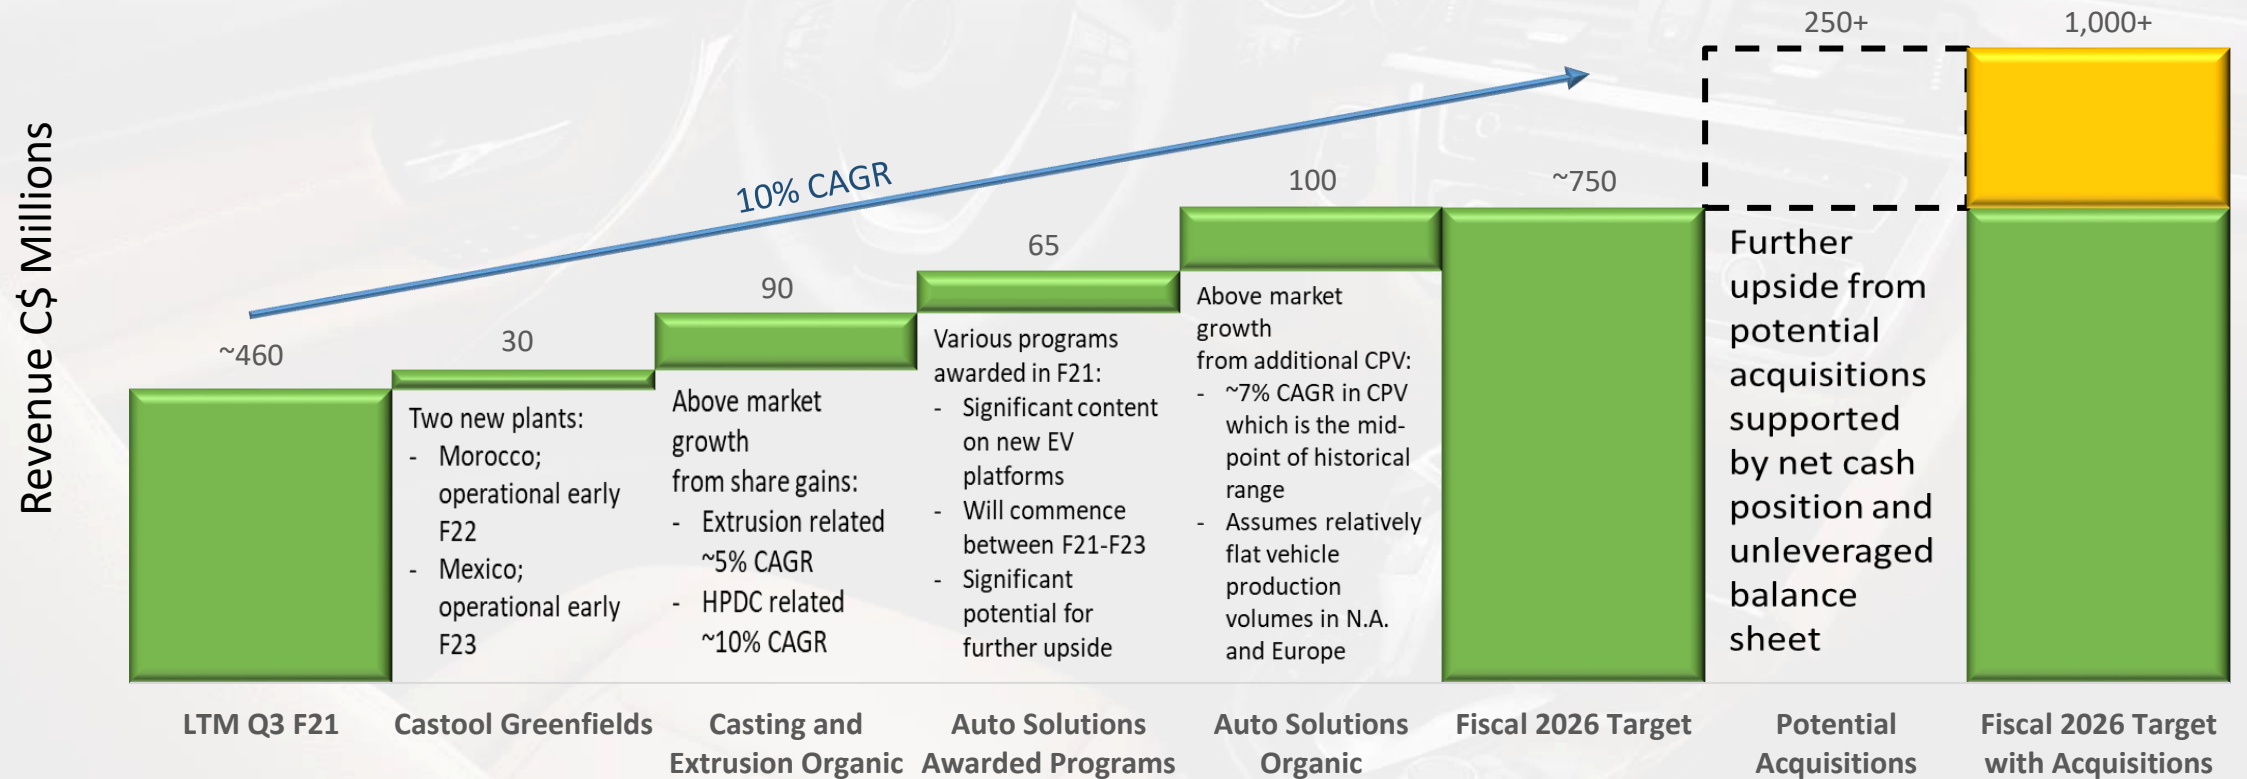 Revenue C$ Millions
10% CAGR
~460
30
90
65
100
~750
250+
1,000+
Two new plants:
- Morocco;
operational early
F22
- Mexico;
operational early
F23
Above market
growth
from share gains:
- Extrusion related
~5% CAGR
- HPDC related
~10% CAGR
Various programs
awarded in F21:
- Significant content
on new EV
platforms
- Will commence
between F21-F23
- Significant
potential for
further upside
Above market
growth
from additional CPV:
- ~7% CAGR in CPV
which is the mid-
point of historical
range
- Assumes relatively
flat vehicle
production
volumes in N.A.
and Europe
Further
upside from
potential
acquisitions
supported
by net cash
position and
unleveraged
balance
sheet
LTM Q3 F21
Castool Greenfields
Casting and
Extrusion Organic
Auto Solutions
Awarded Programs
Auto Solutions
Organic
Fiscal 2026 Target
Potential
Acquisitions
Fiscal 2026 Target
with Acquisitions